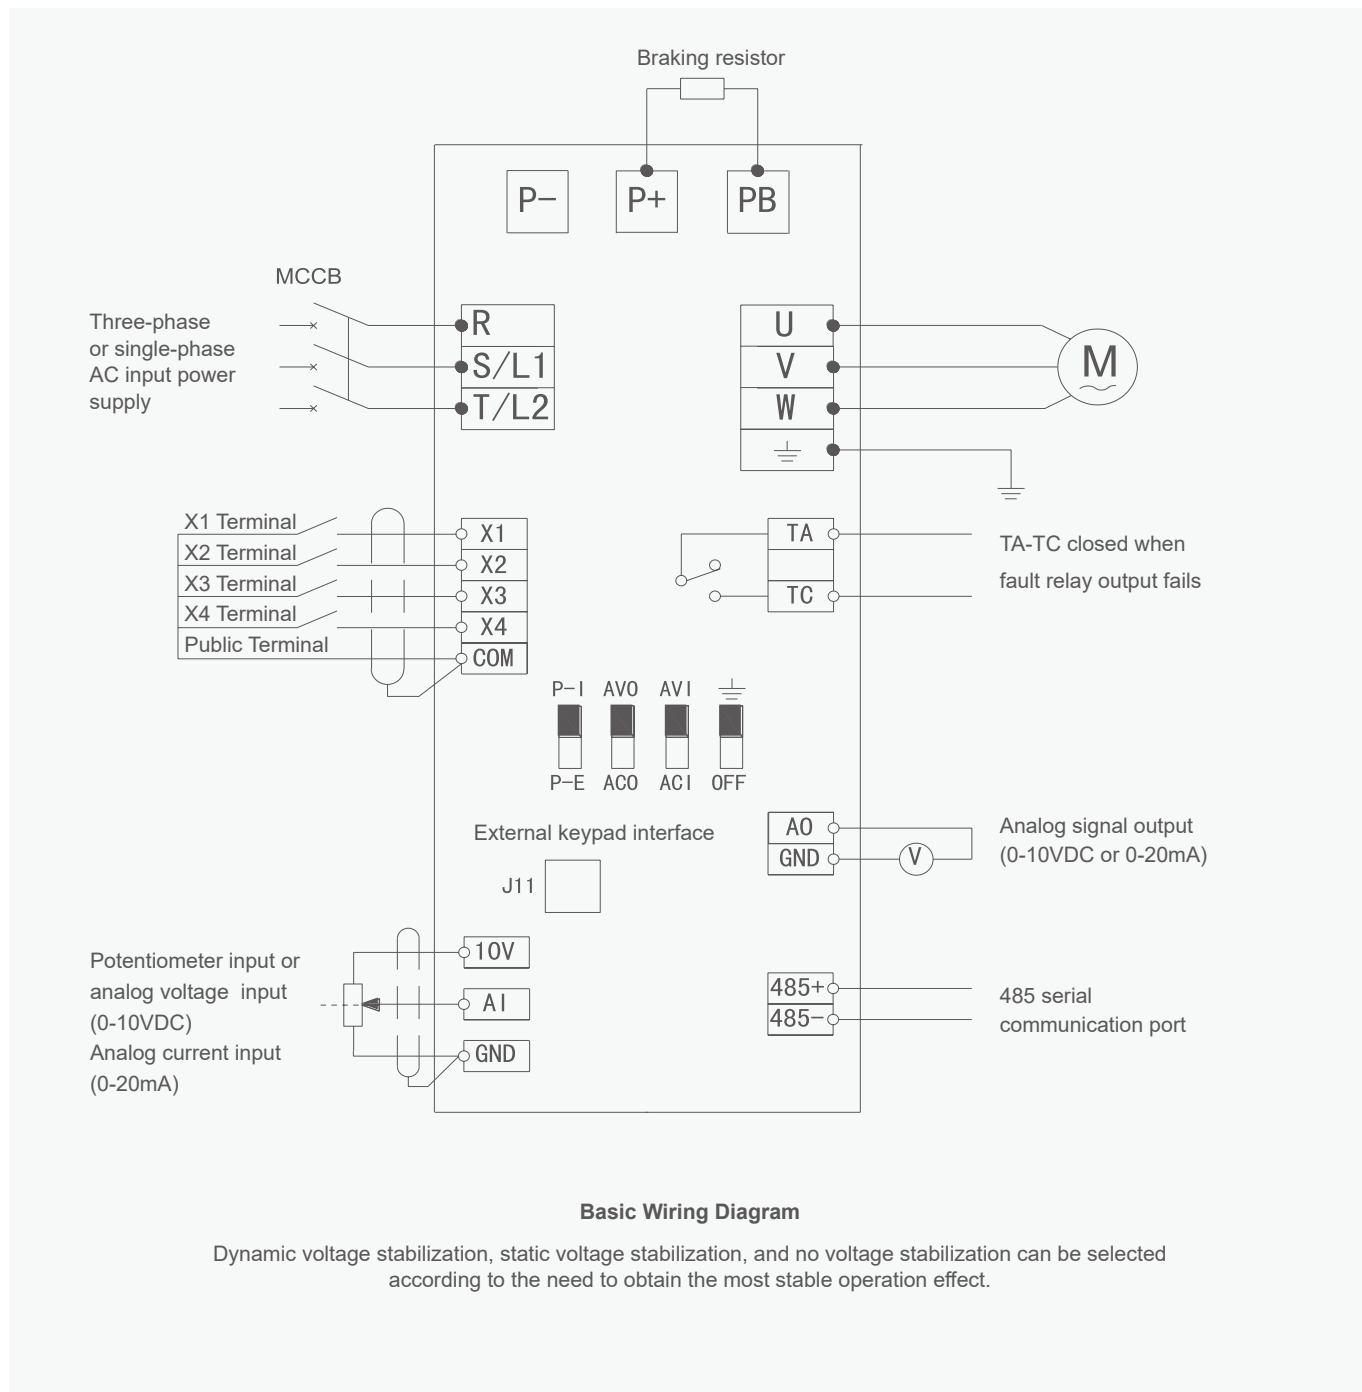 Braking resistor
P-
P+
PB
MCCB
Three-phase
or single-phase
AC input power
supply
R
S/L1
T/L2
U
V
W
M
X1 Terminal
X2 Terminal
X3 Terminal
X4 Terminal
Public Terminal
X1
X2
X3
X4
COM
TA
TC
TA-TC closed when
fault relay output fails
P-I AVO AVI
P-E ACO ACI OFF
External keypad interface
J11
AO
GND
V
Analog signal output
(0-10VDC or 0-20mA)
Potentiometer input or
analog voltage input
(0-10VDC)
Analog current input
(0-20mA)
10V
AI
GND
485+
485-
485 serial
communication port
Basic Wiring Diagram
Dynamic voltage stabilization, static voltage stabilization, and no voltage stabilization can be selected
according to the need to obtain the most stable operation effect.